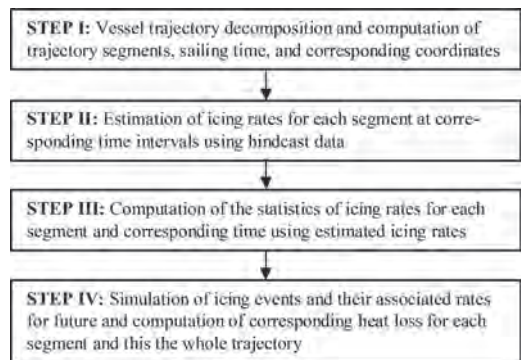 STEP I: Vessel trajectory decomposition and computation of
trajectory segments, sailing time, and corresponding coordinates
STEP II: Estimation of icing rates for each segment at corre-
sponding time intervals using hindcast data
STEP III: Computation of the statistics of icing rates for each
segment and corresponding time using estimated icing rates
STEP IV: Simulation of icing events and their associated rates
for future and computation of corresponding heat loss for each
segment and this the whole trajectory